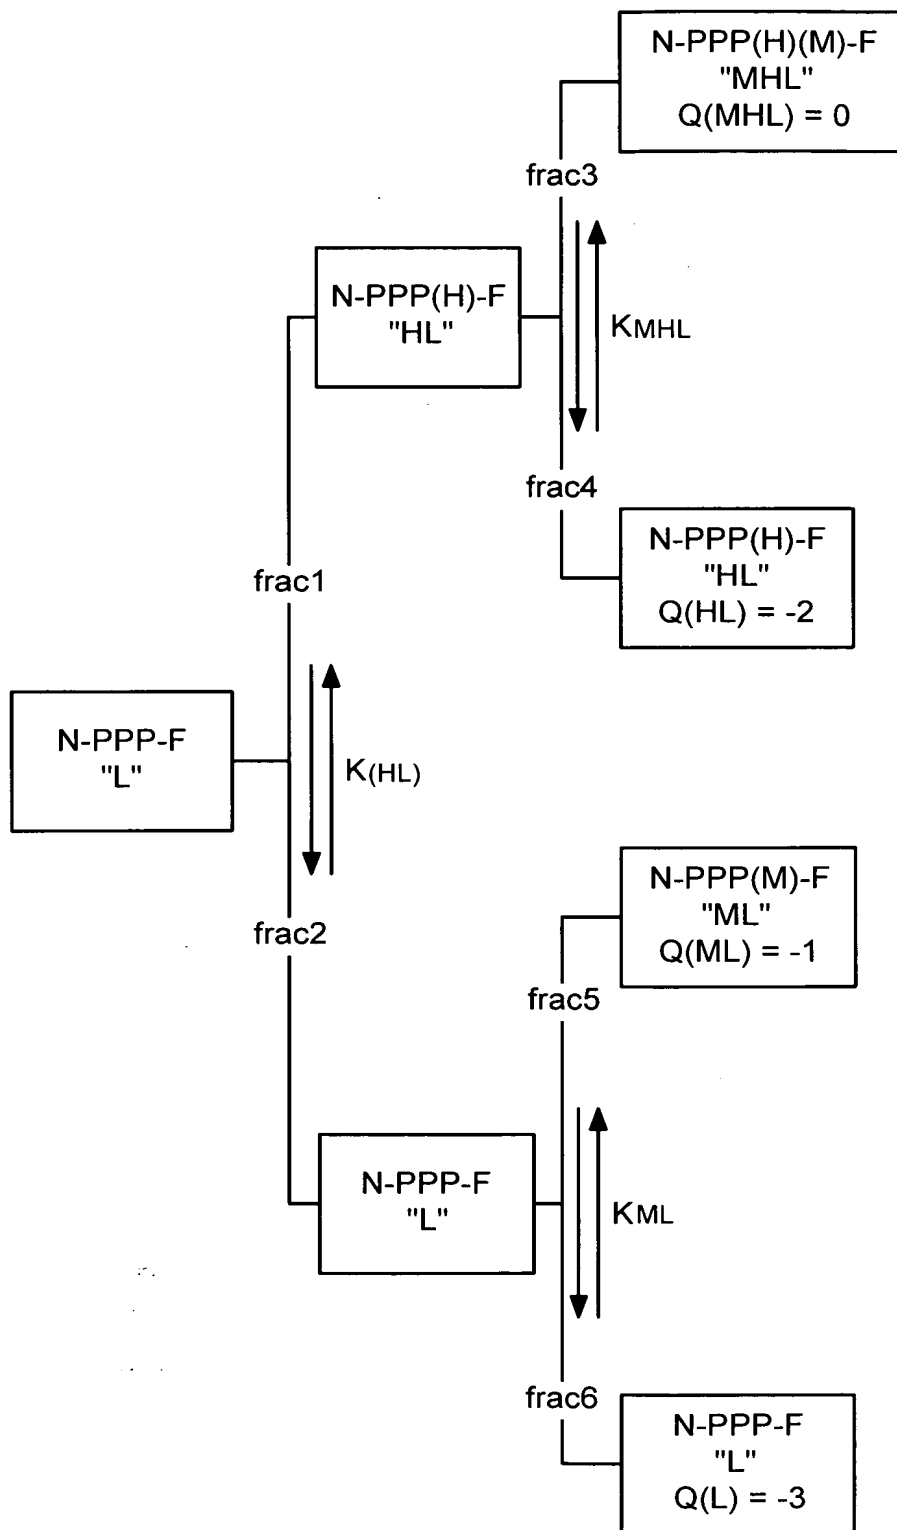 N-PPP(H)(M)-F
"MHL"
Q(MHL) = 0
frac3
N-PPP(H)-F
"HL"
KMHL
frac4
N-PPP(H)-F
"HL"
Q(HL) = -2
frac1
N-PPP-F
"L"
K(HL)
N-PPP(M)-F
"ML"
Q(ML) = -1
frac2
frac5
N-PPP-F
"L"
KML
frac6
N-PPP-F
"L"
Q(L) = -3